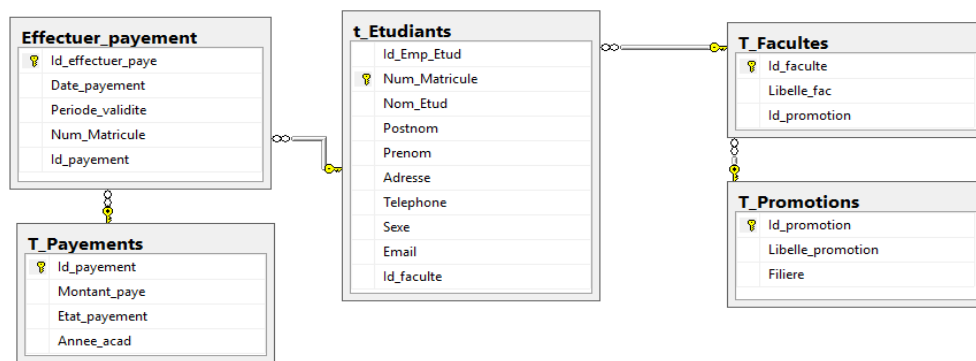 Effectuer_payement
Id_effectuer_paye
Date_payement
Periode_validite
Num_Matricule
Id_payement
T_Payements
Id_payement
Montant_paye
Etat_payement
Annee_acad
t_Etudiants
Id_Emp_Etud
Num_Matricule
Nom_Etud
Postnom
Prenom
Adresse
Telephone
Sexe
Email
Id_faculte
T_Facultes
Id_faculte
Libelle_fac
Id_promotion
T_Promotions
Id_promotion
Libelle_promotion
Filiere